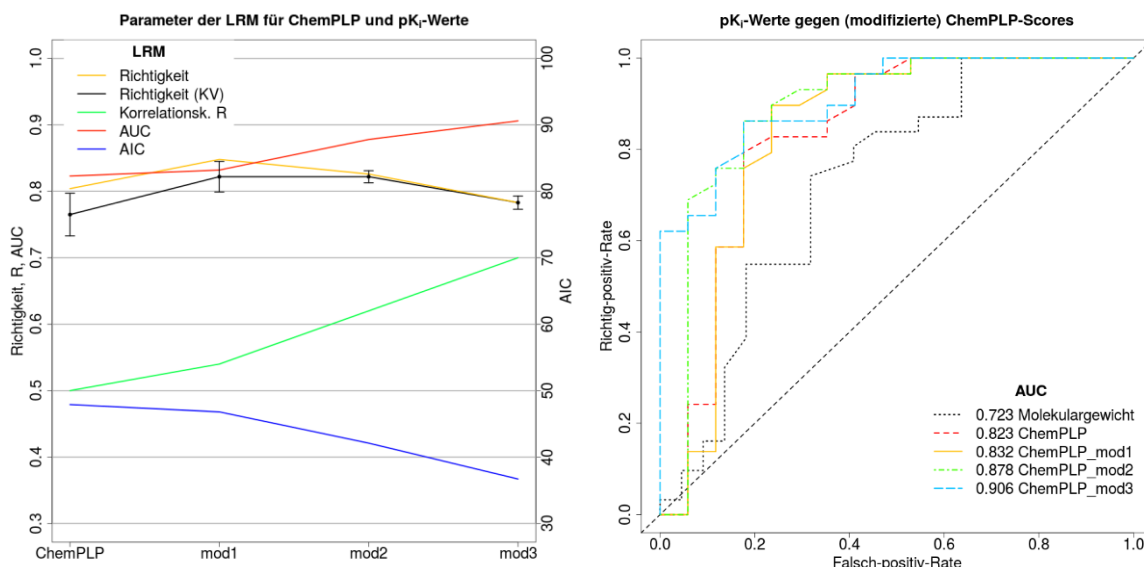 Parameter der LRM für ChemPLP und pKᵢ-Werte
LRM
Richtigkeit
Richtigkeit (KV)
Korrelationsk. R
AUC
AIC
Richtigkeit, R, AUC
1.0
0.9
0.8
0.7
0.6
0.5
0.4
0.3
AIC
100
90
80
70
60
50
40
30
ChemPLP mod1 mod2 mod3
pKᵢ-Werte gegen (modifizierte) ChemPLP-Scores
Richtig-positiv-Rate
1.0
0.8
0.6
0.4
0.2
0.0
AUC
0.723 Molekulargewicht
0.823 ChemPLP
0.832 ChemPLP_mod1
0.878 ChemPLP_mod2
0.906 ChemPLP_mod3
0.0 0.2 0.4 0.6 0.8 1.0
Falsch-positiv-Rate